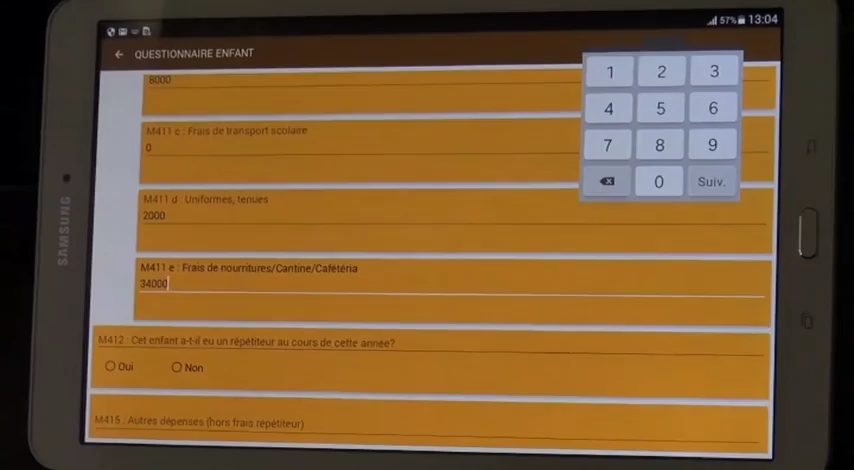 57% 13:04
← QUESTIONNAIRE ENFANT
8000
M411 c : Frais de transport scolaire
0
M411 d : Uniformes, tenues
2000
M411 e : Frais de nourritures/Cantine/Cafétéria
34000
M412 : Cet enfant a-t-il eu un répétiteur au cours de cette année?
Oui Non
M415 : Autres dépenses (hors frais répétiteur)
1 2 3
4 5 6
7 8 9
0 Suiv.
SAMSUNG